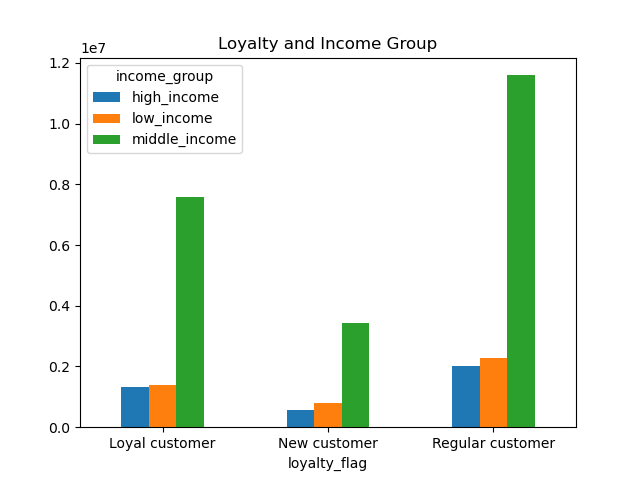 Loyalty and Income Group
1e7
income_group
high_income
low_income
middle_income
1.2
1.0
0.8
0.6
0.4
0.2
0.0
Loyal customer New customer Regular customer
loyalty_flag